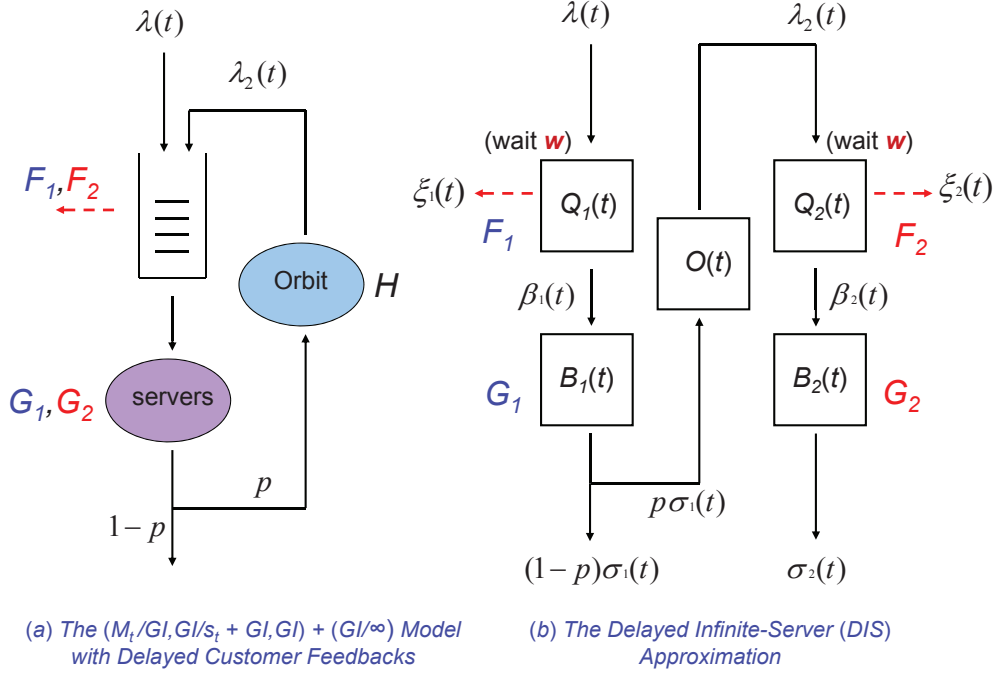 λ(t)
λ₂(t)
F₁,F₂
Orbit
H
G₁,G₂
servers
p
1 − p
(a) The (Mₜ/GI,GI/sₜ + GI,GI) + (GI/∞) Model
with Delayed Customer Feedbacks
λ(t)
λ₂(t)
(wait w)
(wait w)
ξ₁(t)
Q₁(t)
Q₂(t)
ξ₂(t)
F₁
O(t)
F₂
β₁(t)
β₂(t)
G₁
B₁(t)
B₂(t)
G₂
pσ₁(t)
(1− p)σ₁(t)
σ₂(t)
(b) The Delayed Infinite-Server (DIS)
Approximation